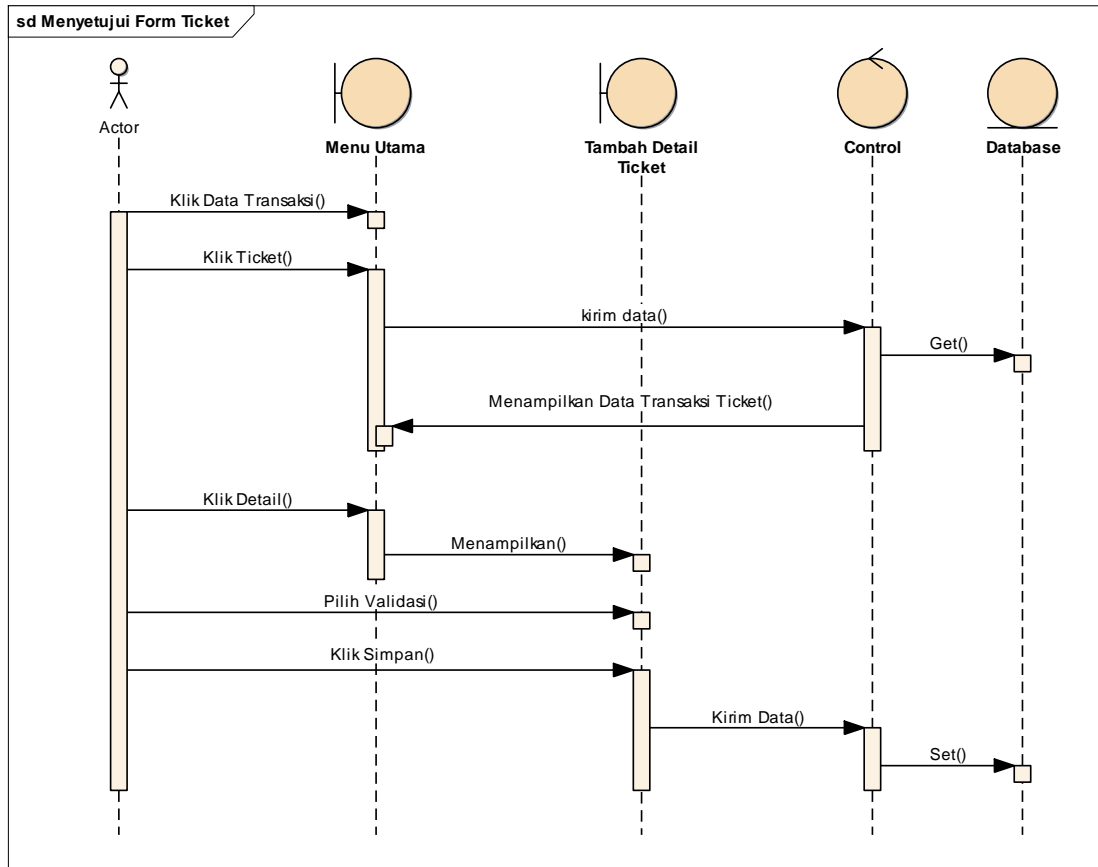 sd Menyetujui Form Ticket
Actor
Menu Utama
Tambah Detail
Ticket
Control
Database
Klik Data Transaksi()
Klik Ticket()
kirim data()
Get()
Menampilkan Data Transaksi Ticket()
Klik Detail()
Menampilkan()
Pilih Validasi()
Klik Simpan()
Kirim Data()
Set()